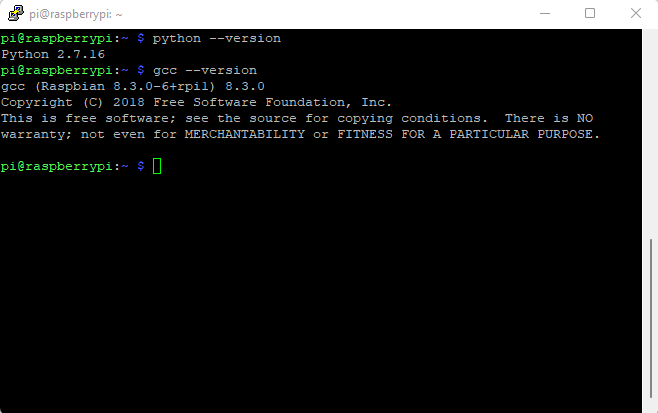 pi@raspberrypi: ~
pi@raspberrypi:~ $ python --version
Python 2.7.16
pi@raspberrypi:~ $ gcc --version
gcc (Raspbian 8.3.0-6+rpi1) 8.3.0
Copyright (C) 2018 Free Software Foundation, Inc.
This is free software; see the source for copying conditions.  There is NO
warranty; not even for MERCHANTABILITY or FITNESS FOR A PARTICULAR PURPOSE.
pi@raspberrypi:~ $